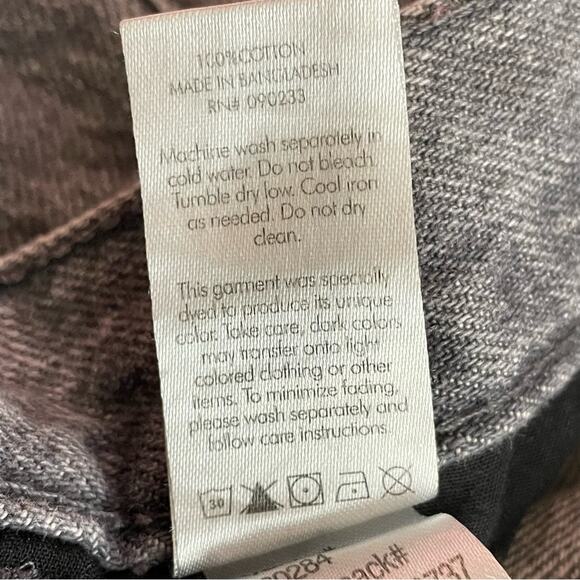 100%COTTON
MADE IN BANGLADESH
RN# 090233
Machine wash separately in
cold water. Do not bleach.
Tumble dry low. Cool iron
as needed. Do not dry
clean.
This garment was specially
dyed to produce its unique
color. Take care, dark colors
may transfer onto light
colored clothing or other
items. To minimize fading,
please wash separately and
follow care instructions.
30